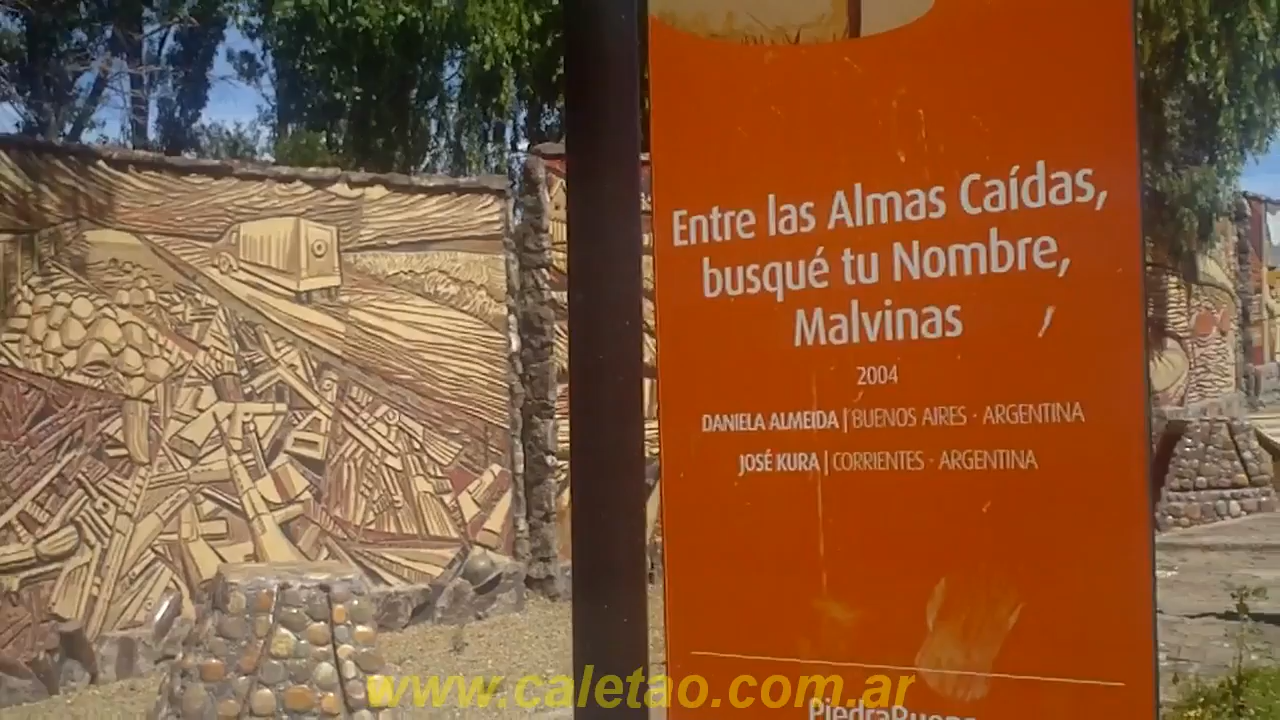 Entre las Almas Caídas,
busqué tu Nombre,
Malvinas
2004
DANIELA ALMEIDA | BUENOS AIRES - ARGENTINA
JOSÉ KURA | CORRIENTES - ARGENTINA
www.caletao.com.ar
PiedraBuena